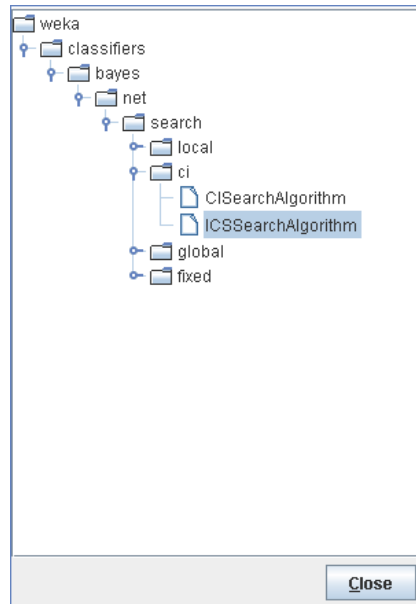 weka
classifiers
bayes
net
search
local
ci
CISearchAlgorithm
ICSSearchAlgorithm
global
fixed
Close